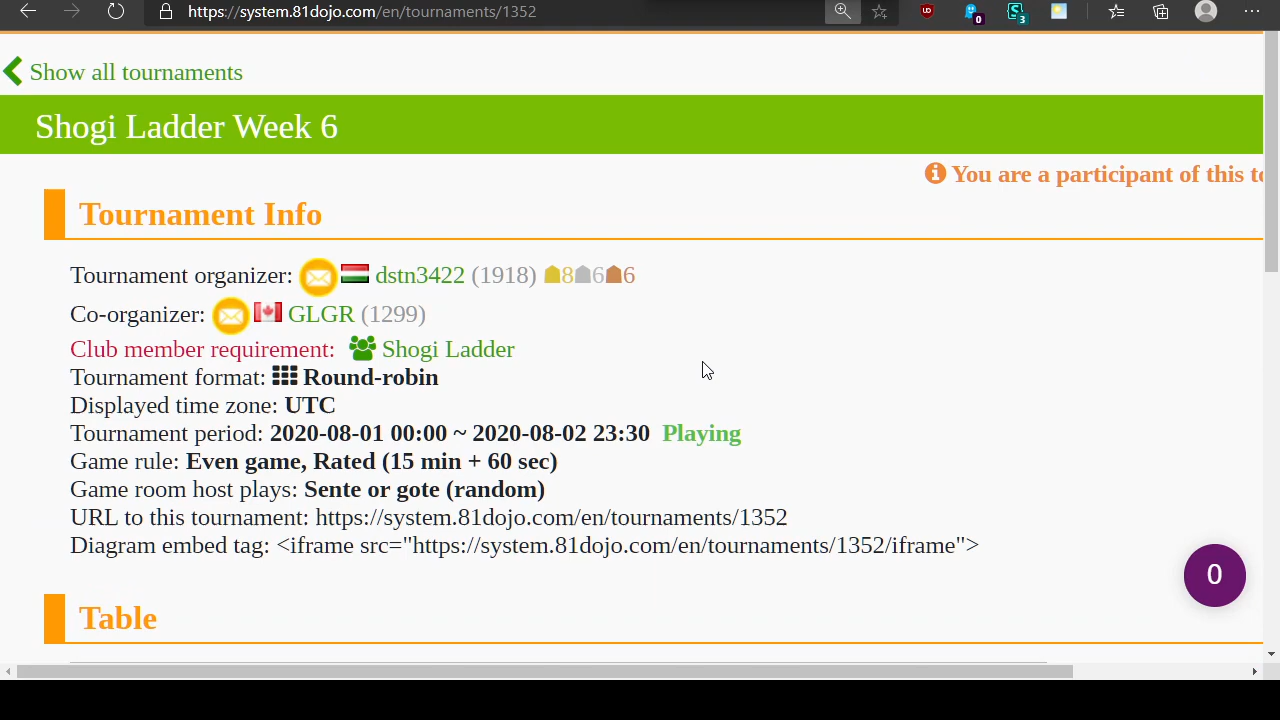 https://system.81dojo.com/en/tournaments/1352
0
3
Show all tournaments
Shogi Ladder Week 6
You are a participant of this to
Tournament Info
Tournament organizer: dstn3422 (1918) 8 6 6
Co-organizer: GLGR (1299)
Club member requirement: Shogi Ladder
Tournament format: Round-robin
Displayed time zone: UTC
Tournament period: 2020-08-01 00:00 ~ 2020-08-02 23:30 Playing
Game rule: Even game, Rated (15 min + 60 sec)
Game room host plays: Sente or gote (random)
URL to this tournament: https://system.81dojo.com/en/tournaments/1352
Diagram embed tag: <iframe src="https://system.81dojo.com/en/tournaments/1352/iframe">
0
Table